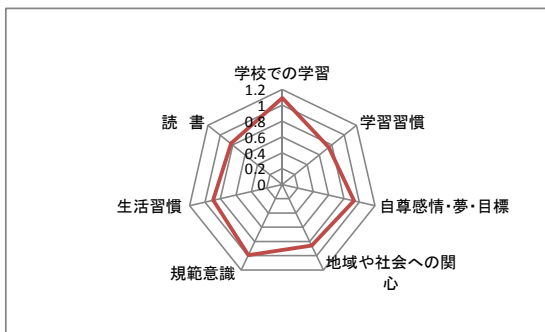 学校での学習
1.2
1
0.8
0.6
0.4
0.2
0
学習習慣
自尊感情・夢・目標
地域や社会への関
心
規範意識
生活習慣
読 書